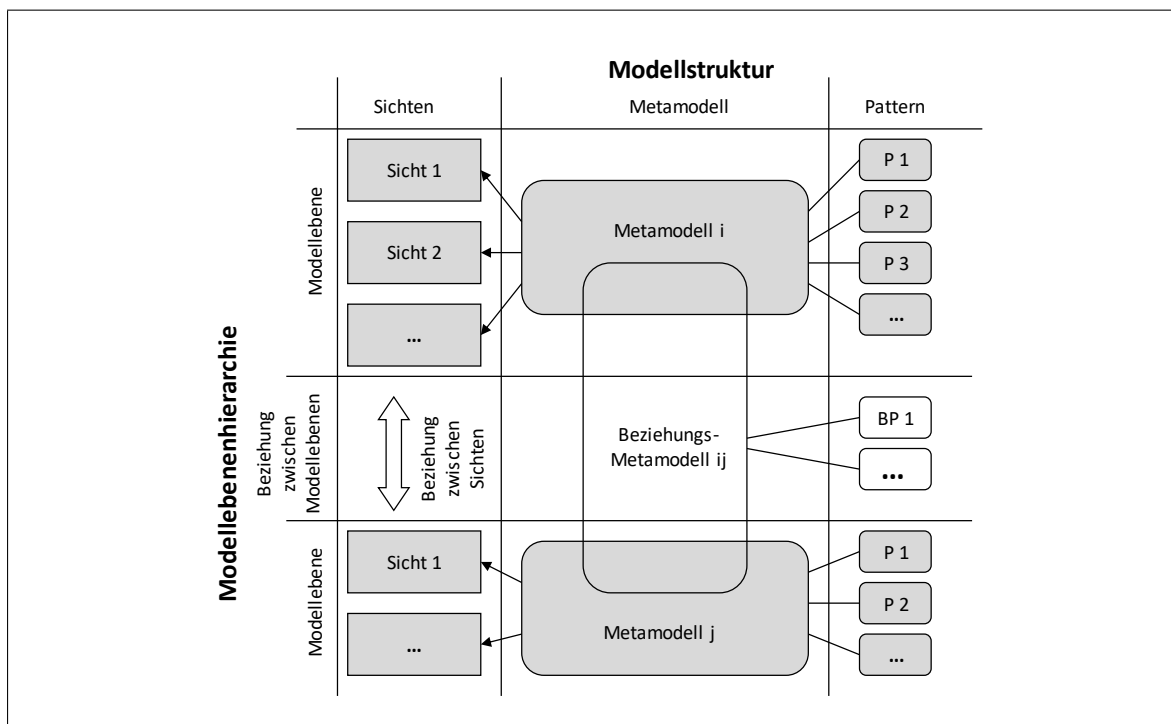 Modellstruktur
Sichten
Metamodell
Pattern
Modellebenenhierarchie
Modellebene
Sicht 1
Sicht 2
...
Metamodell i
P 1
P 2
P 3
...
Beziehung
zwischen
Modellebenen
Beziehung
zwischen
Sichten
Beziehungs-
Metamodell ij
BP 1
...
Modellebene
Sicht 1
...
Metamodell j
P 1
P 2
...